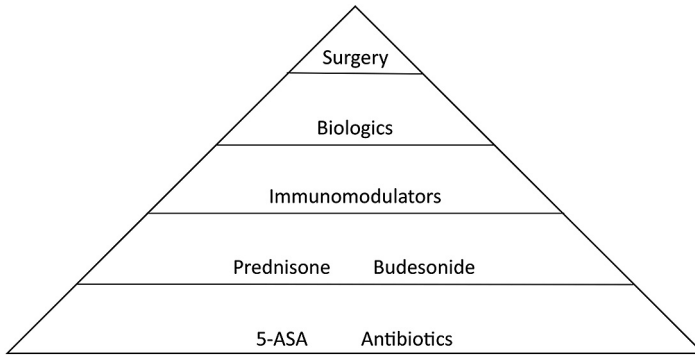 Surgery
Biologics
Immunomodulators
Prednisone Budesonide
5-ASA Antibiotics